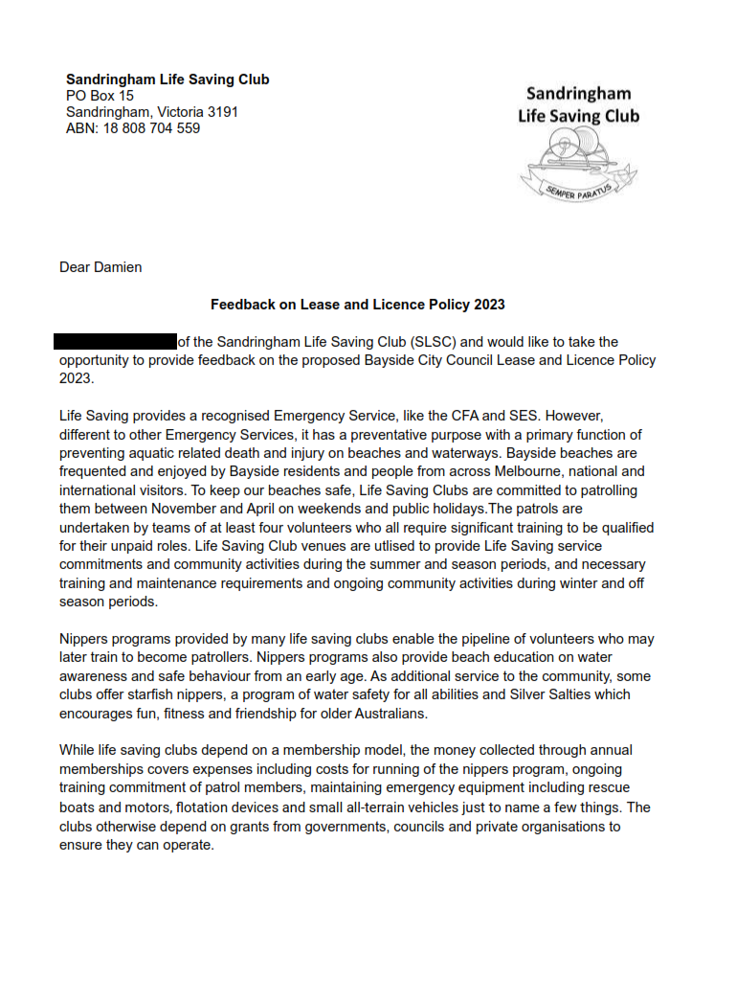 Sandringham Life Saving Club
PO Box 15
Sandringham, Victoria 3191
ABN: 18 808 704 559
Sandringham
Life Saving Club
SEMPER PARATUS
Dear Damien
Feedback on Lease and Licence Policy 2023
of the Sandringham Life Saving Club (SLSC) and would like to take the
opportunity to provide feedback on the proposed Bayside City Council Lease and Licence Policy
2023.
Life Saving provides a recognised Emergency Service, like the CFA and SES. However,
different to other Emergency Services, it has a preventative purpose with a primary function of
preventing aquatic related death and injury on beaches and waterways. Bayside beaches are
frequented and enjoyed by Bayside residents and people from across Melbourne, national and
international visitors. To keep our beaches safe, Life Saving Clubs are committed to patrolling
them between November and April on weekends and public holidays.The patrols are
undertaken by teams of at least four volunteers who all require significant training to be qualified
for their unpaid roles. Life Saving Club venues are utlised to provide Life Saving service
commitments and community activities during the summer and season periods, and necessary
training and maintenance requirements and ongoing community activities during winter and off
season periods.
Nippers programs provided by many life saving clubs enable the pipeline of volunteers who may
later train to become patrollers. Nippers programs also provide beach education on water
awareness and safe behaviour from an early age. As additional service to the community, some
clubs offer starfish nippers, a program of water safety for all abilities and Silver Salties which
encourages fun, fitness and friendship for older Australians.
While life saving clubs depend on a membership model, the money collected through annual
memberships covers expenses including costs for running of the nippers program, ongoing
training commitment of patrol members, maintaining emergency equipment including rescue
boats and motors, flotation devices and small all-terrain vehicles just to name a few things. The
clubs otherwise depend on grants from governments, councils and private organisations to
ensure they can operate.